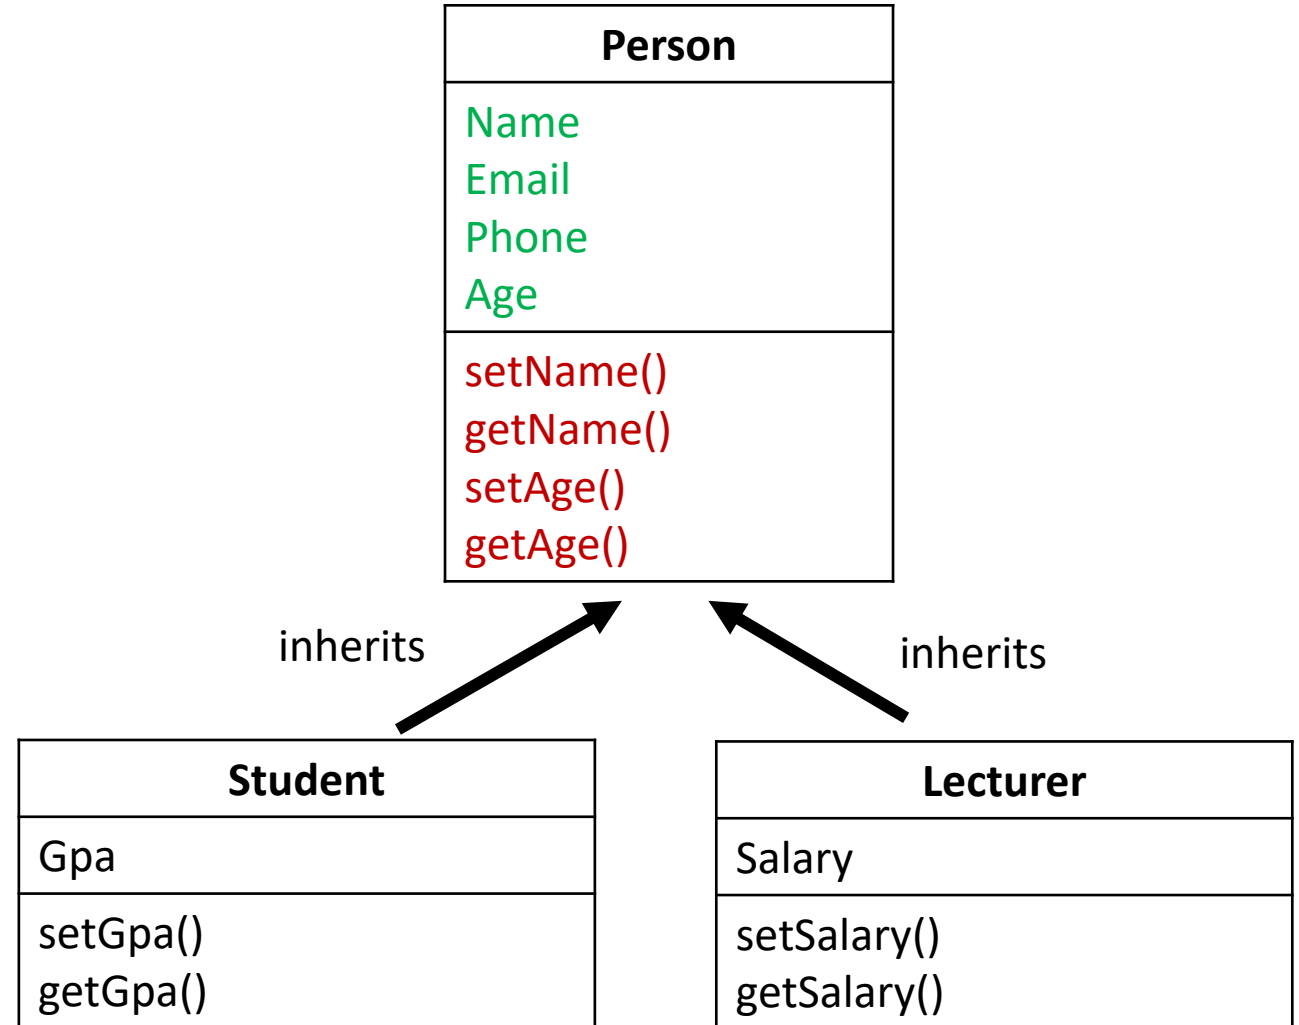 Person
Name
Email
Phone
Age
setName()
getName()
setAge()
getAge()
inherits
inherits
Student
Gpa
setGpa()
getGpa()
Lecturer
Salary
setSalary()
getSalary()